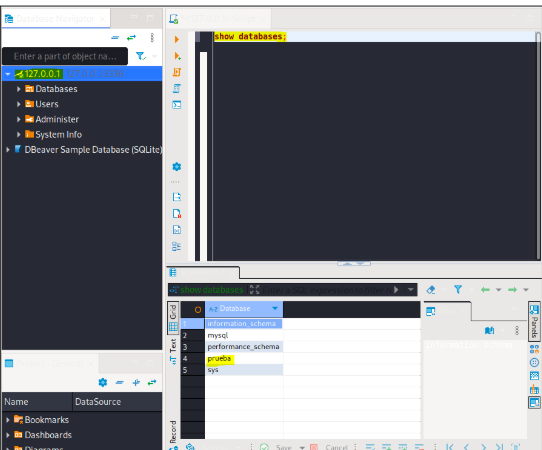 Database Navigator
Enter a part of object na...
127.0.0.1
Databases
Users
Administer
System Info
DBeaver Sample Database (SQLite)
show databases;
show databases
Grid
Text
Record
Database
1 information_schema
2 mysql
3 performance_schema
4 prueba
5 sys
Panels
Name DataSource
Bookmarks
Dashboards
Diagrams
Save
Cancel